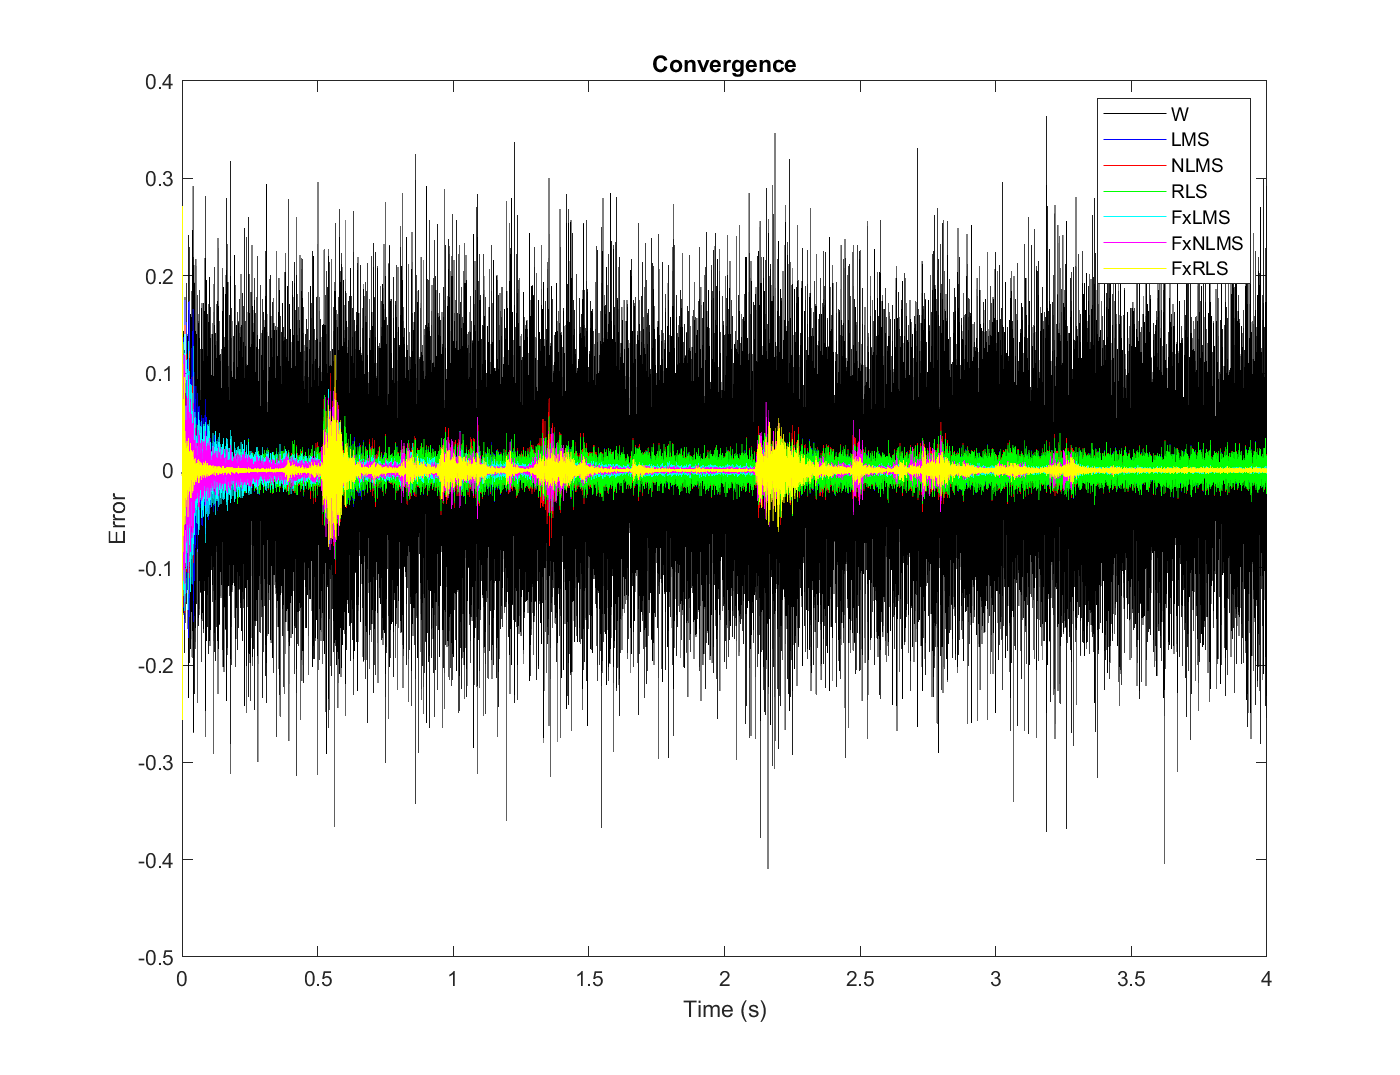 Convergence
0.4
0.3
0.2
0.1
0
-0.1
-0.2
-0.3
-0.4
-0.5
Error
W
LMS
NLMS
RLS
FxLMS
FxNLMS
FxRLS
0 0.5 1 1.5 2 2.5 3 3.5 4
Time (s)